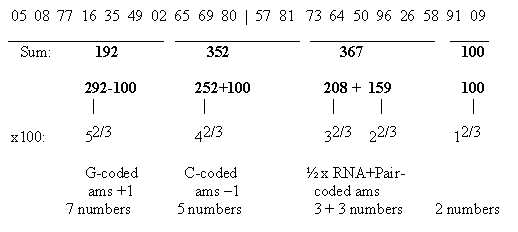 05 08 77 16 35 49 02 65 69 80 | 57 81 73 64 50 96 26 58 91 09
Sum: 192 352 367 100
292-100 252+100 208 + 159 100
| | | | |
x100: 5^2/3 4^2/3 3^2/3 2^2/3 1^2/3
G-coded C-coded ½ x RNA+Pair-
ams +1 ams −1 coded ams
7 numbers 5 numbers 3 + 3 numbers 2 numbers